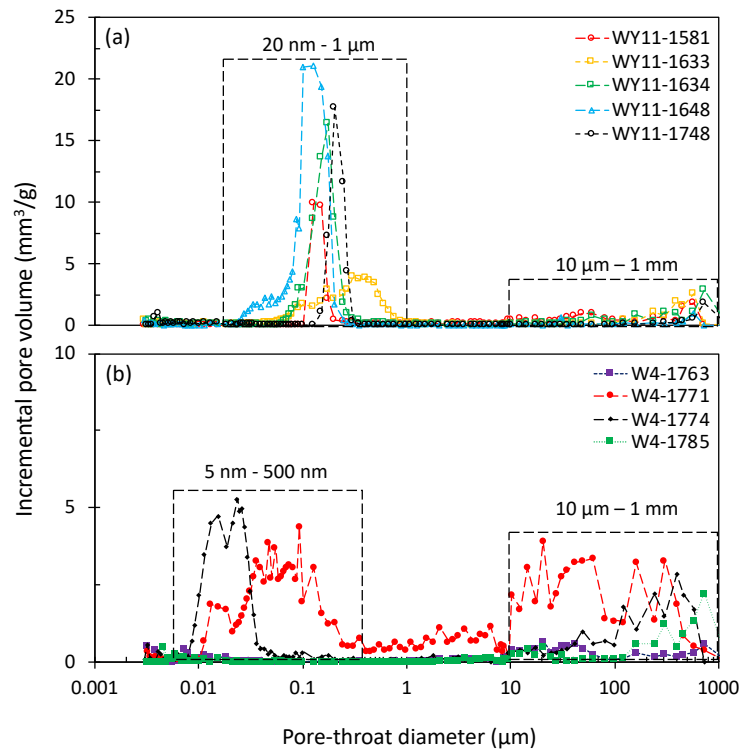 25
20
15
10
5
0
(a)
20 nm - 1 µm
10 µm – 1 mm
WY11-1581
WY11-1633
WY11-1634
WY11-1648
WY11-1748
Incremental pore volume (mm³/g)
10
5
0
(b)
5 nm - 500 nm
10 µm – 1 mm
W4-1763
W4-1771
W4-1774
W4-1785
0.001 0.01 0.1 1 10 100 1000
Pore-throat diameter (µm)